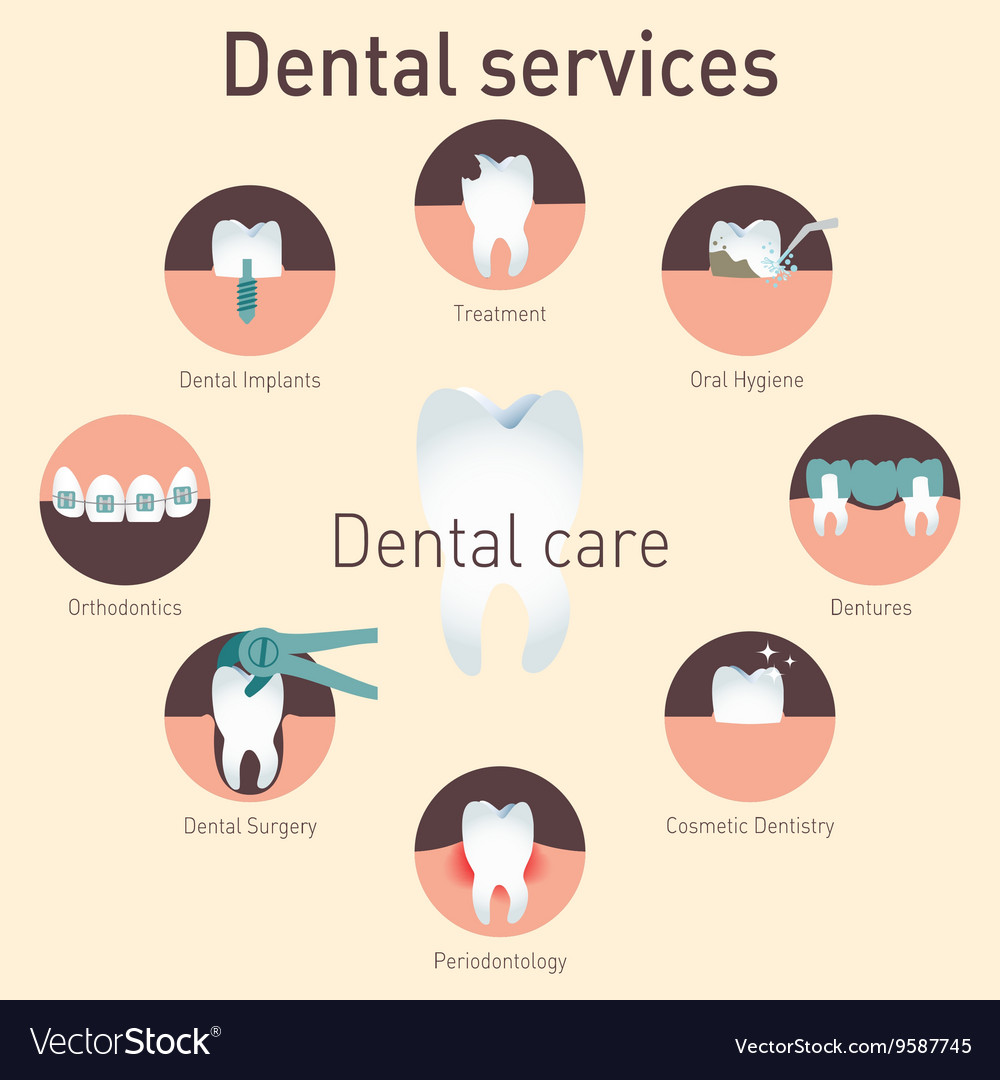 Dental services
Treatment
Dental Implants
Oral Hygiene
Dental care
Orthodontics
Dentures
Dental Surgery
Cosmetic Dentistry
Periodontology
VectorStock®
VectorStock.com/9587745